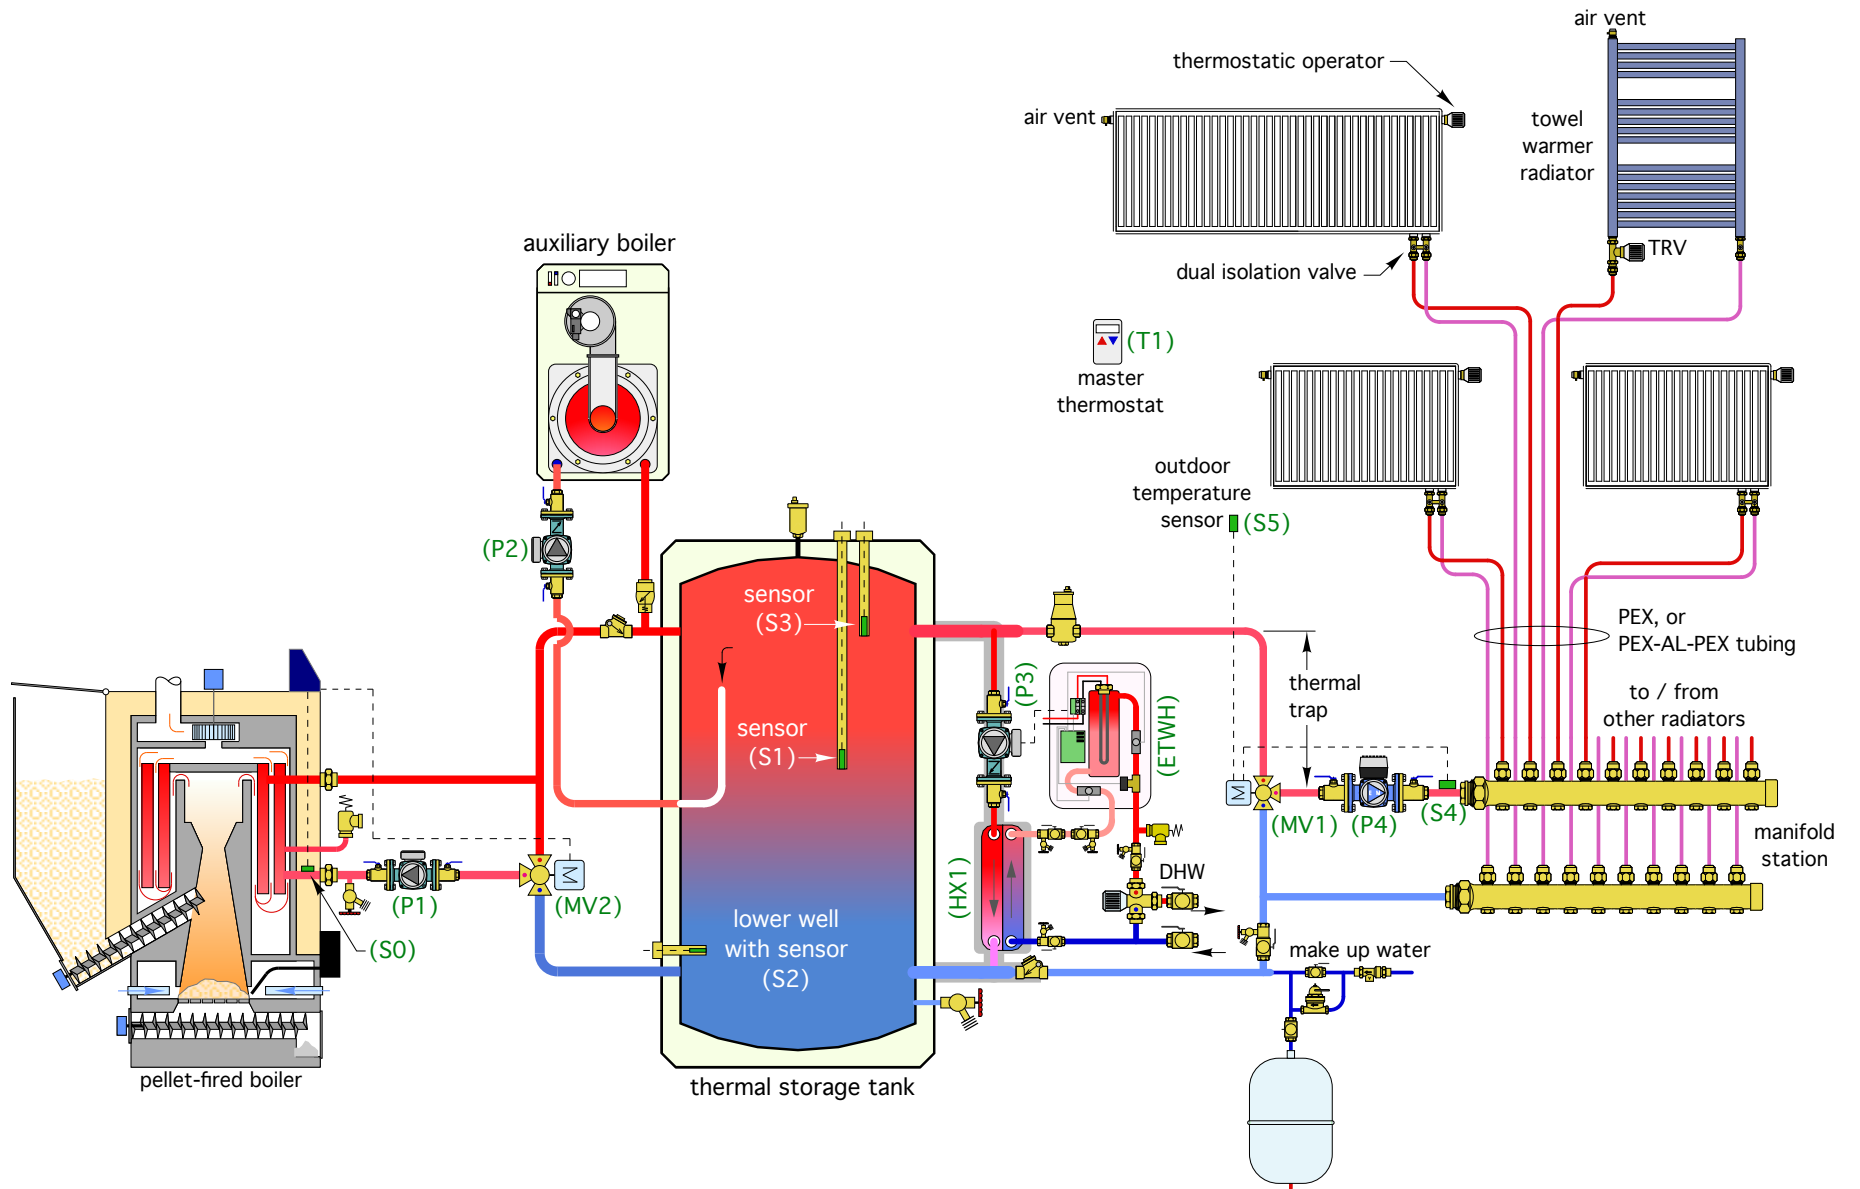 air vent
thermostatic operator
air vent
towel
warmer
radiator
TRV
dual isolation valve
auxiliary boiler
(T1)
master
thermostat
outdoor
temperature
sensor
(S5)
(P2)
sensor
(S3)
PEX, or
PEX-AL-PEX tubing
(P3)
thermal
trap
to / from
other radiators
sensor
(S1)
(ETWH)
M
(MV1)
(P4)
(S4)
manifold
station
M
(P1)
(MV2)
(HX1)
DHW
lower well
with sensor
(S2)
(S0)
make up water
pellet-fired boiler
thermal storage tank